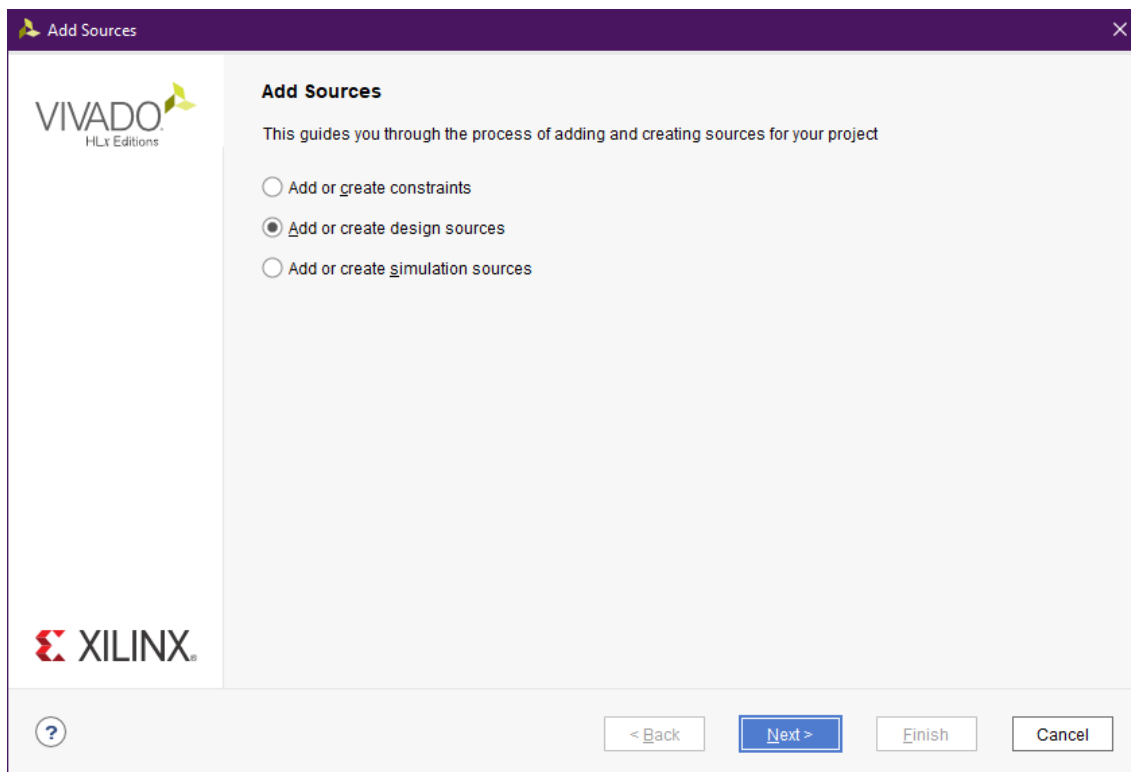 Add Sources
VIVADO
HLx Editions
Add Sources
This guides you through the process of adding and creating sources for your project
Add or create constraints
Add or create design sources
Add or create simulation sources
XILINX
?
< Back
Next >
Finish
Cancel